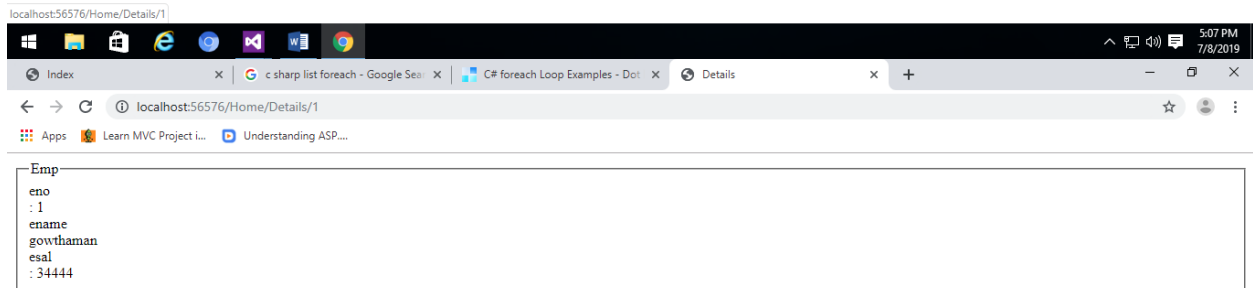 localhost:56576/Home/Details/1
5:07 PM
7/8/2019
Index
c sharp list foreach - Google Sear
C# foreach Loop Examples - Dot
Details
localhost:56576/Home/Details/1
Apps
Learn MVC Project i...
Understanding ASP....
Emp
eno
: 1
ename
gowthaman
esal
: 34444